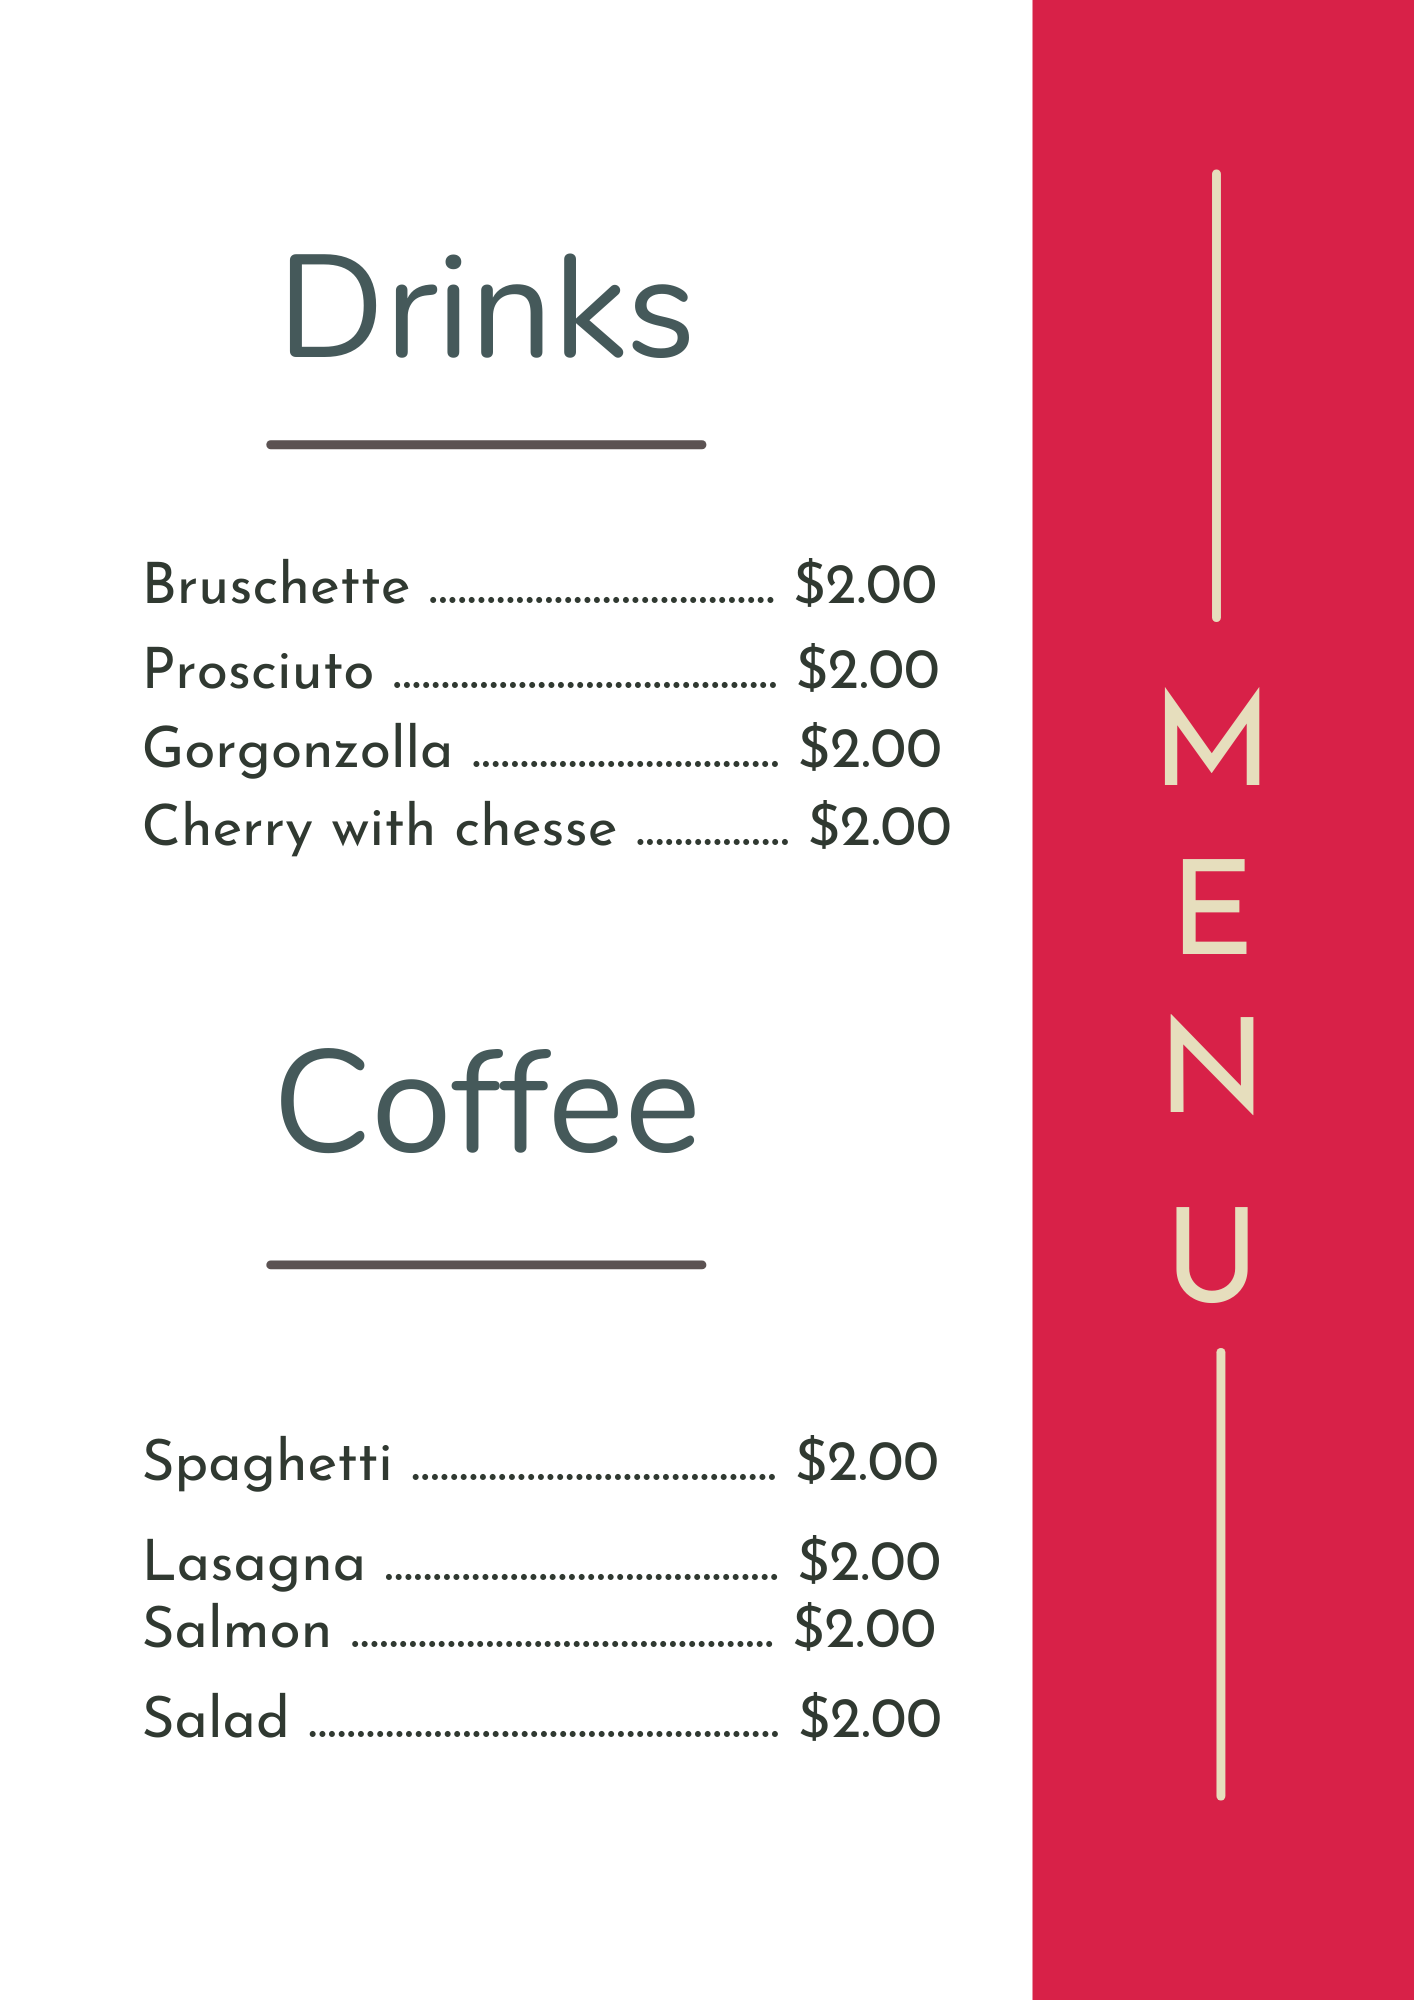 Drinks
Bruschette .................................... $2.00
Prosciuto ........................................ $2.00
Gorgonzolla ................................ $2.00
Cherry with chesse ................ $2.00
Coffee
Spaghetti ...................................... $2.00
Lasagna ......................................... $2.00
Salmon ............................................ $2.00
Salad ................................................. $2.00
M
E
N
U